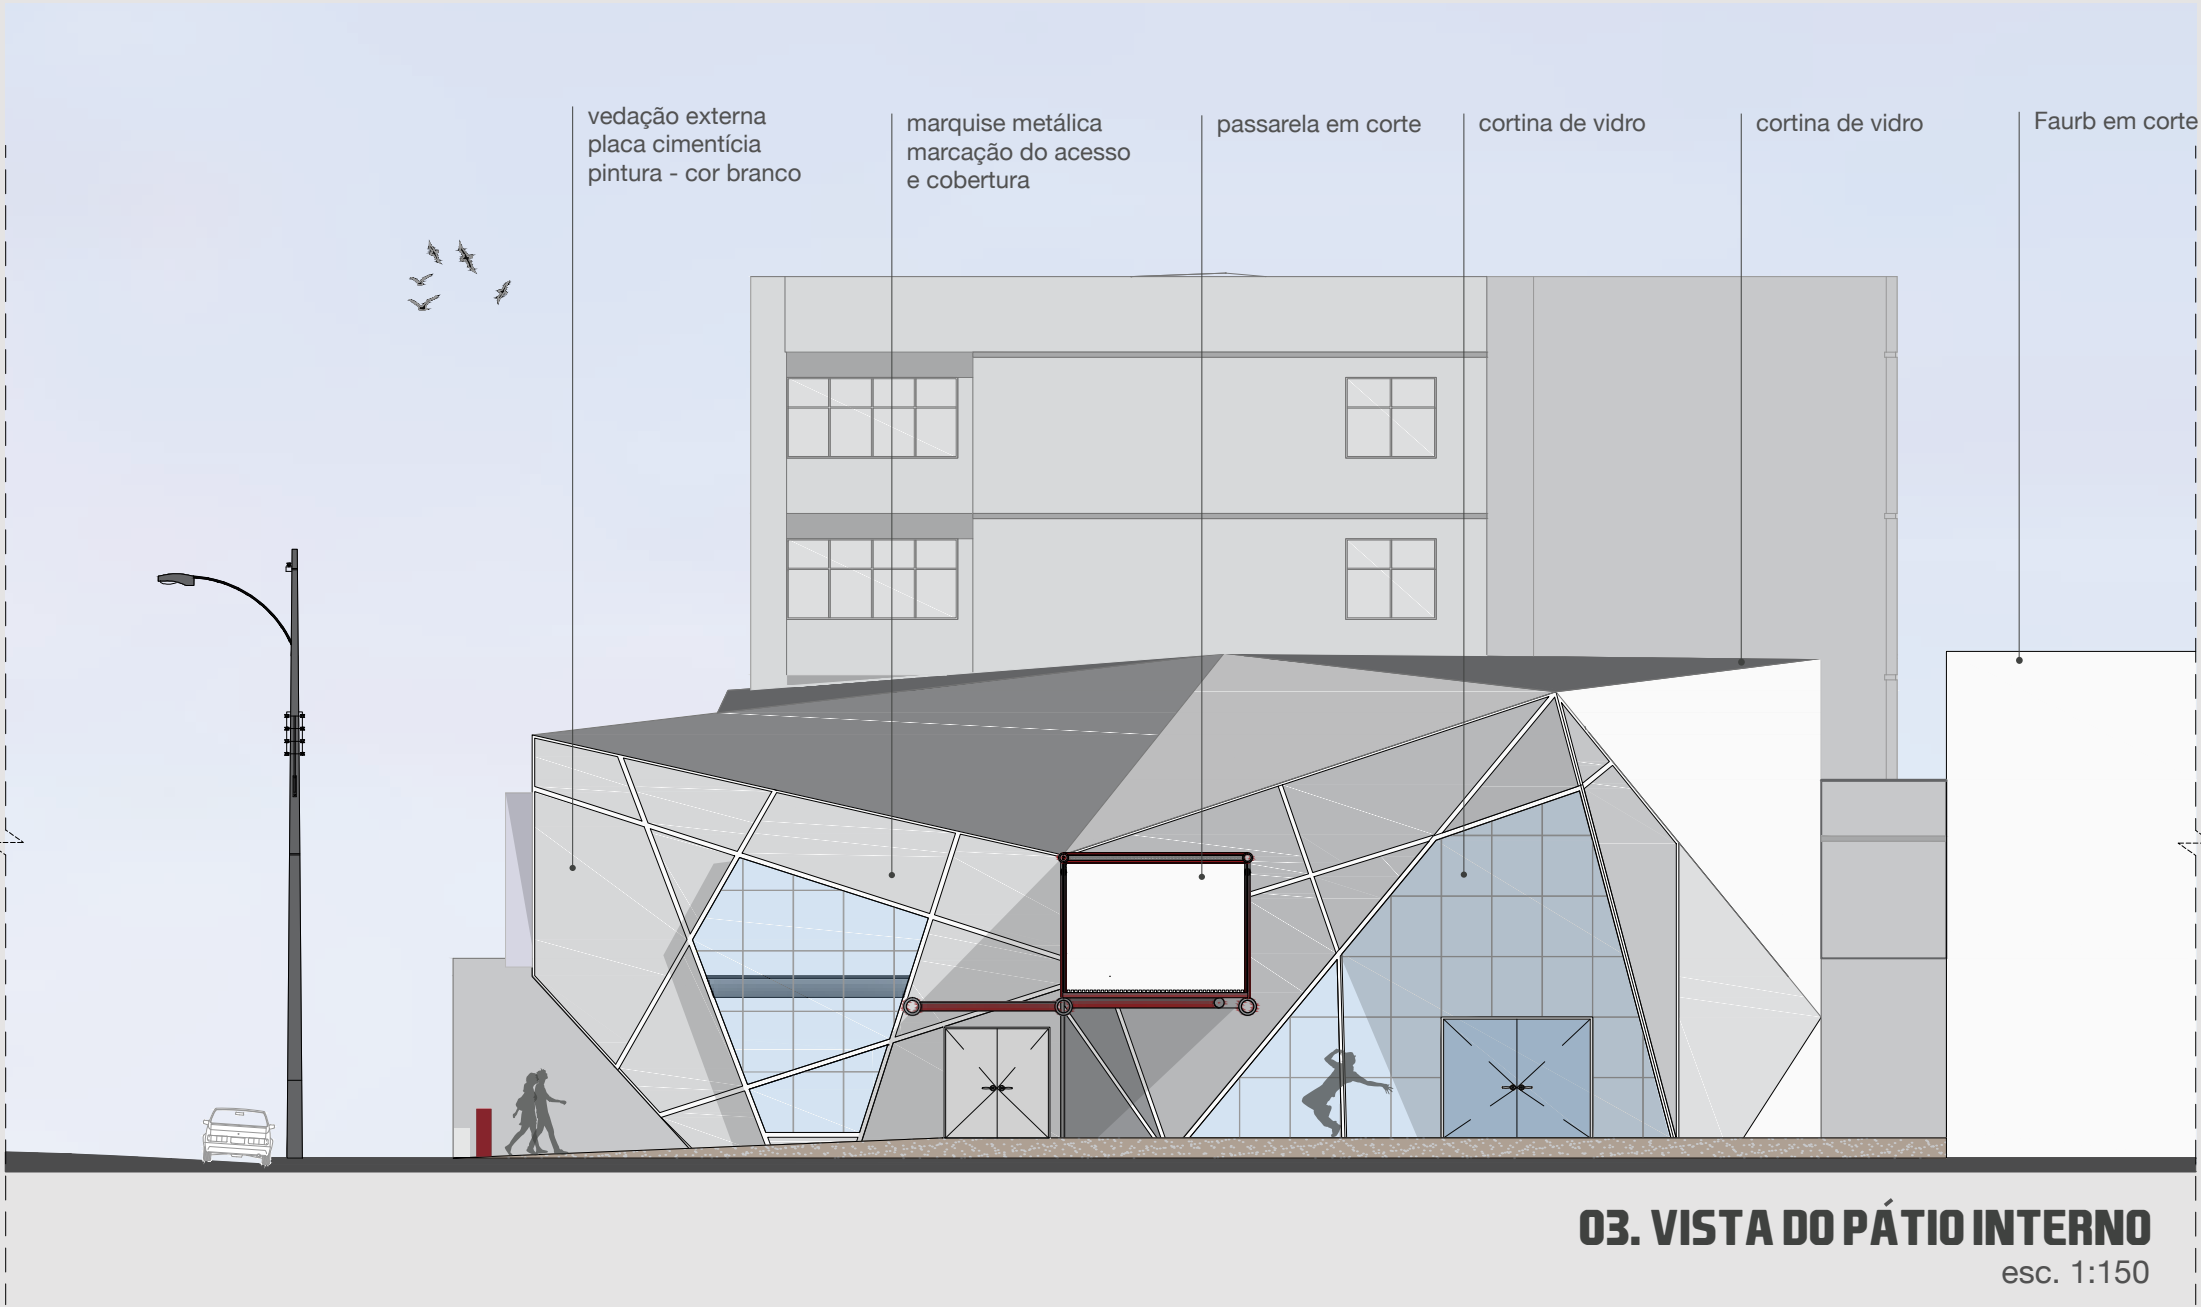 vedação externa
placa cimentícia
pintura - cor branco
marquise metálica
marcação do acesso
e cobertura
passarela em corte
cortina de vidro
cortina de vidro
Faurb em corte
03. VISTA DO PÁTIO INTERNO
esc. 1:150